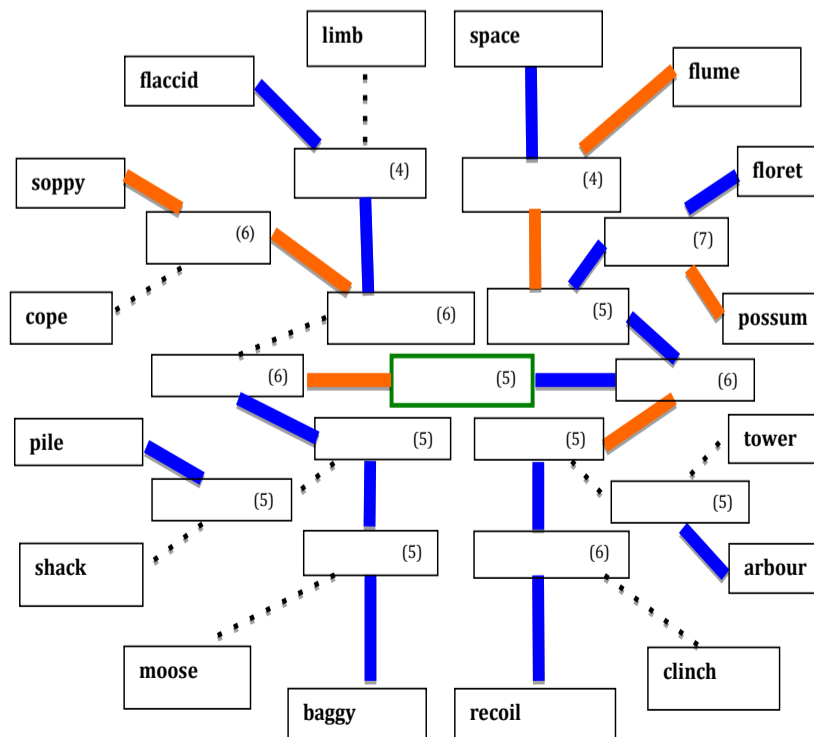 limb
space
flaccid
flume
(4)
(4)
floret
soppy
(6)
(7)
cope
(6)
(5)
possum
(6)
(5)
(6)
pile
(5)
(5)
tower
(5)
(5)
shack
(5)
(6)
arbour
moose
clinch
baggy
recoil